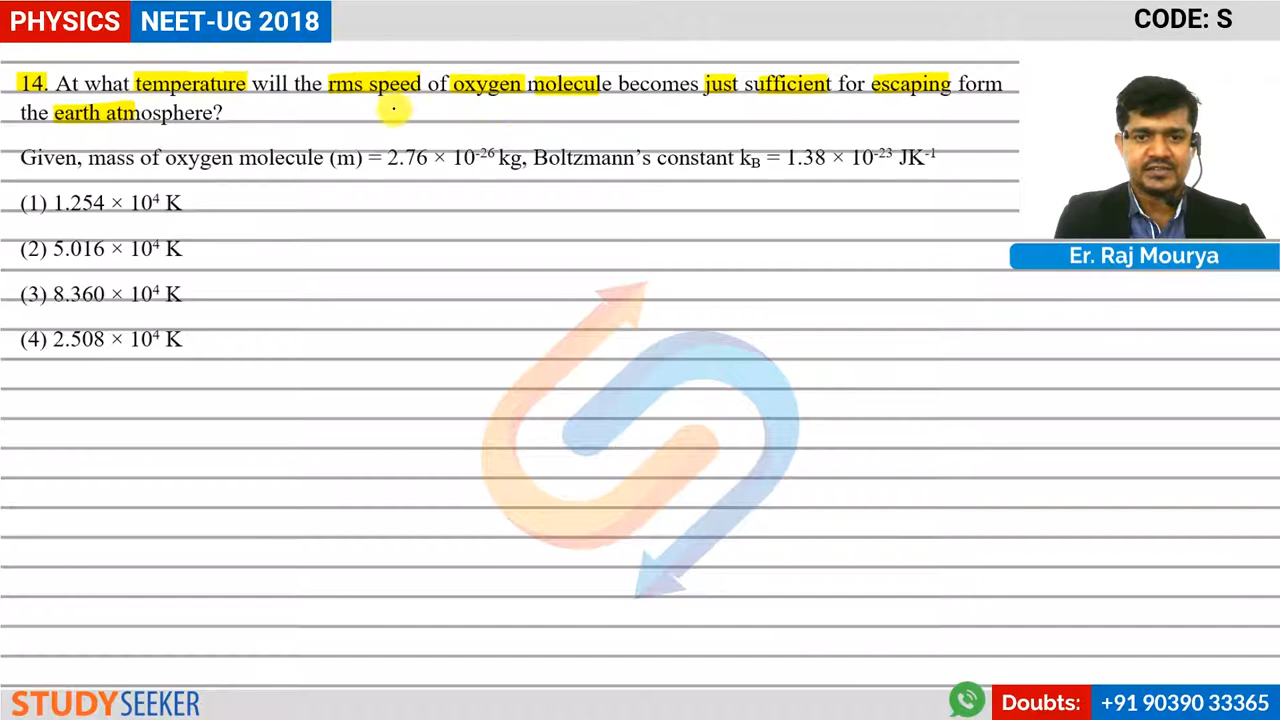 PHYSICS NEET-UG 2018
CODE: S
14. At what temperature will the rms speed of oxygen molecule becomes just sufficient for escaping form
the earth atmosphere?
Given, mass of oxygen molecule (m) = 2.76 × 10⁻²⁶ kg, Boltzmann’s constant k_B = 1.38 × 10⁻²³ JK⁻¹
(1) 1.254 × 10⁴ K
(2) 5.016 × 10⁴ K
(3) 8.360 × 10⁴ K
(4) 2.508 × 10⁴ K
Er. Raj Mourya
STUDYSEEKER
Doubts: +91 90390 33365